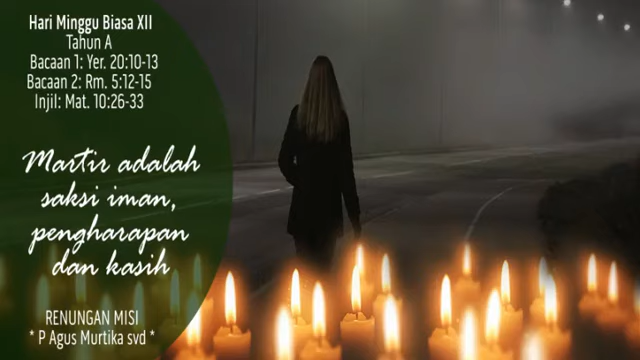 Hari Minggu Biasa XII
Tahun A
Bacaan 1: Yer. 20:10-13
Bacaan 2: Rm. 5:12-15
Injil: Mat. 10:26-33
Martir adalah
saksi iman,
pengharapan
dan kasih
RENUNGAN MISI
* P Agus Murtika svd *